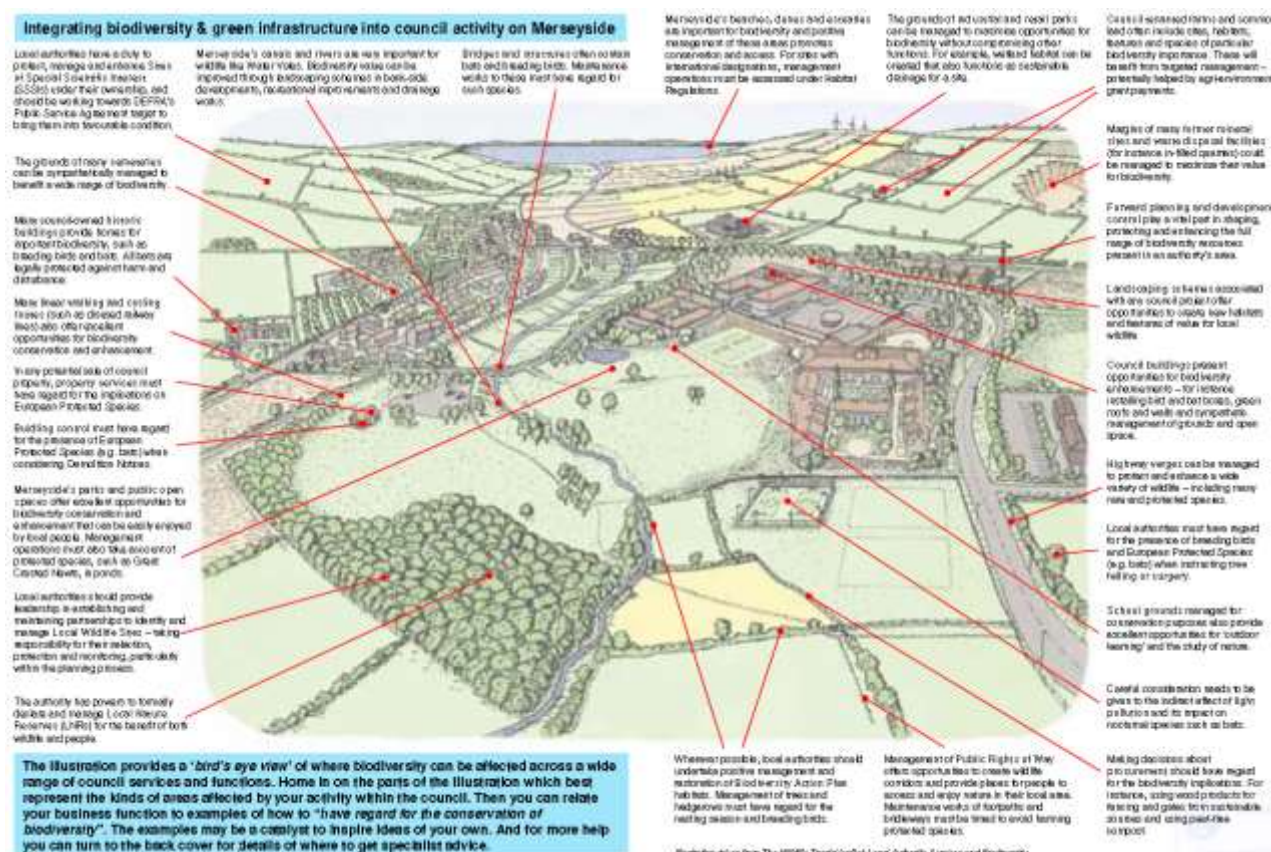 Integrating biodiversity & green infrastructure into council activity on Merseyside
Local authorities have a duty to
protect, manage and enhance Sites
of Special Scientific Interest
(SSSIs) under their ownership, and
should be working towards DEFRA's
Public Service Agreement target to
bring them into favourable condition.
Merseyside's canals and rivers are very important for
wildlife like Water Voles. Biodiversity value can be
improved through landscaping schemes in bank-side
developments, recreational improvements and drainage
works.
Bridges and structures often contain
bats and breeding birds. Maintenance
works to these must have regard for
such species.
Merseyside's beaches, dunes and estuaries
are important for biodiversity and positive
management of these areas promotes
conservation and access. For sites with
international designations, management
operations must be assessed under Habitat
Regulations.
The grounds of industrial and retail parks
can be managed to maximise opportunities for
biodiversity without compromising other
functions. For example, wetland habitat can be
created that also functions as sustainable
drainage for a site.
Council owned farms and common
land often include sites, habitats,
features and species of particular
biodiversity importance. These will
benefit from targeted management –
potentially helped by agri-environment
grant payments.
The grounds of many cemeteries
can be sympathetically managed to
benefit a wide range of biodiversity.
Many council-owned historic
buildings provide homes for
important biodiversity, such as
breeding birds and bats. All bats are
legally protected against harm and
disturbance.
Many linear walking and cycling
routes (such as disused railway
lines) also offer excellent
opportunities for biodiversity
conservation and enhancement.
In any potential sale of council
property, property services must
have regard for the implications on
European Protected Species.
Building control must have regard
for the presence of European
Protected Species (e.g. bats) when
considering Demolition Notices.
Merseyside's parks and public open
spaces offer excellent opportunities for
biodiversity conservation and
enhancement that can be easily enjoyed
by local people. Management
operations must also take account of
protected species, such as Great
Crested Newts, in ponds.
Local authorities should provide
leadership in establishing and
maintaining partnerships to identify and
manage Local Wildlife Sites – taking
responsibility for their selection,
protection and monitoring, particularly
within the planning process.
The authority has powers to formally
declare and manage Local Nature
Reserves (LNRs) for the benefit of both
wildlife and people.
Margins of many former mineral
sites and waste disposal facilities
(for instance in-filled quarries) could
be managed to maximise their value
for biodiversity.
Forward planning and development
control play a vital part in shaping,
protecting and enhancing the full
range of biodiversity resources
present in an authority's area.
Landscaping schemes associated
with any council project offer
opportunities to create new habitats
and features of value for local
wildlife.
Council buildings present
opportunities for biodiversity
enhancements – for instance
installing bird and bat boxes, green
roofs and walls and sympathetic
management of grounds and open
space.
Highway verges can be managed
to protect and enhance a wide
variety of wildlife – including many
rare and protected species.
Local authorities must have regard
for the presence of breeding birds
and European Protected Species
(e.g. bats) when instructing tree
felling or surgery.
School grounds managed for
conservation purposes also provide
excellent opportunities for 'outdoor
learning' and the study of nature.
Careful consideration needs to be
given to the indirect effect of light
pollution and its impact on
nocturnal species such as bats.
The illustration provides a 'bird's eye view' of where biodiversity can be affected across a wide
range of council services and functions. Home in on the parts of the illustration which best
represent the kinds of areas affected by your activity within the council. Then you can relate
your business function to examples of how to "have regard for the conservation of
biodiversity". The examples may be a catalyst to inspire ideas of your own. And for more help
you can turn to the back cover for details of where to get specialist advice.
Wherever possible, local authorities should
undertake positive management and
restoration of Biodiversity Action Plan
habitats. Management of trees and
hedgerows must have regard for the
nesting season and breeding birds.
Management of Public Rights of Way
offers opportunities to create wildlife
corridors and provide places for people to
access and enjoy nature in their local area.
Maintenance works of footpaths and
bridleways must be timed to avoid harming
protected species.
Making decisions about
procurement should have regard
for the biodiversity implications. For
instance, using wood products for
fencing and gates from sustainable
sources and using peat-free
compost.